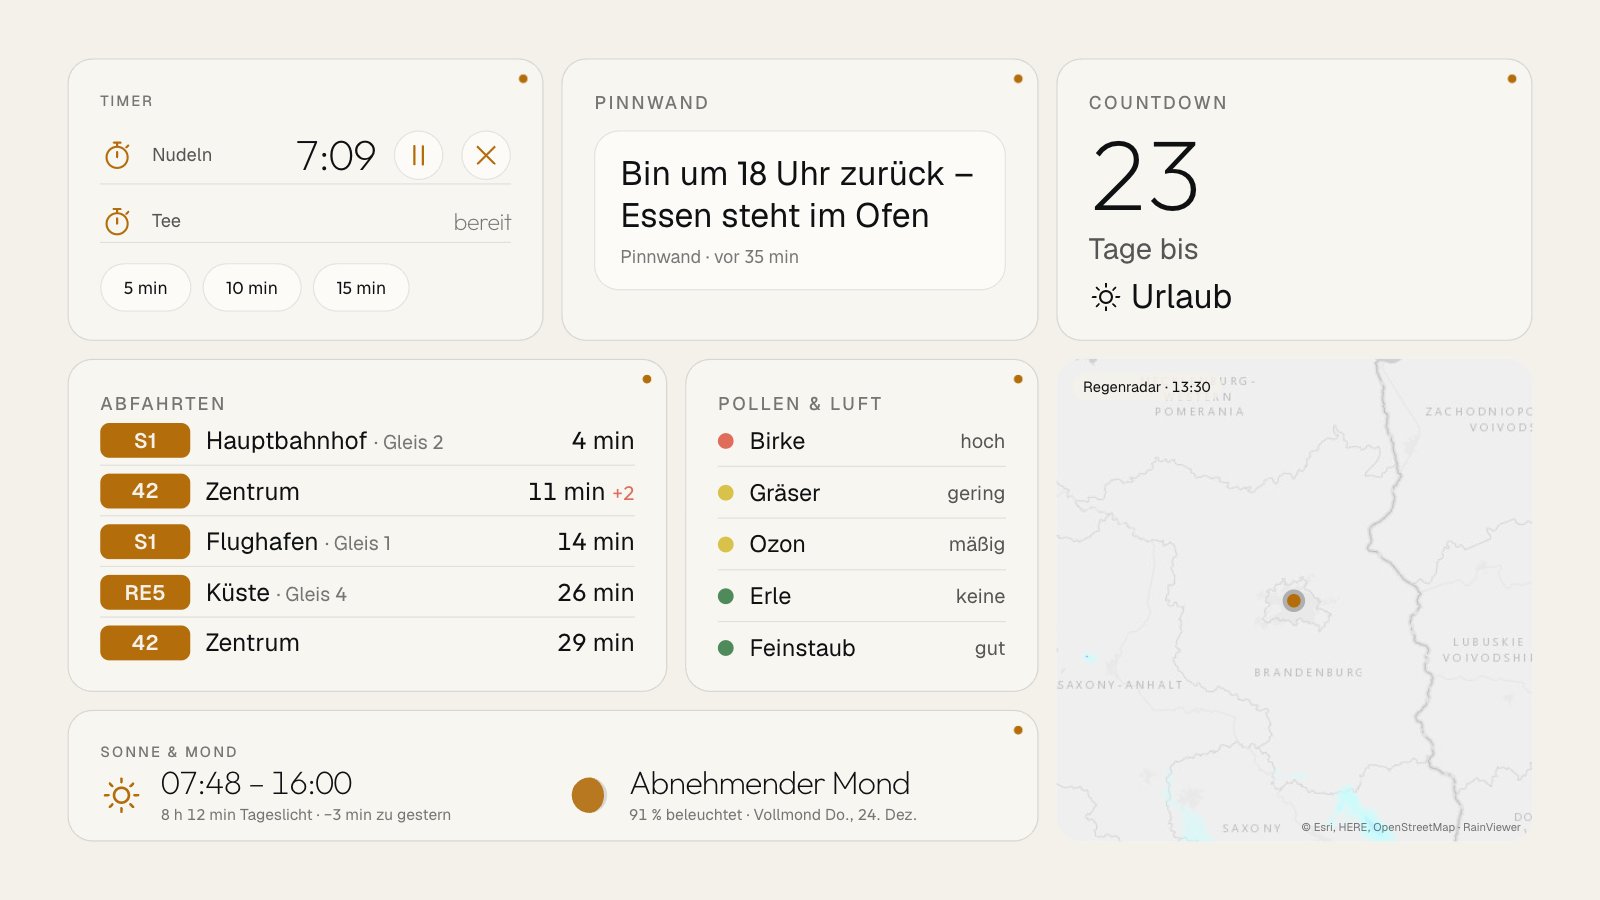 TIMER
Nudeln 7:09
Tee bereit
5 min 10 min 15 min
PINNWAND
Bin um 18 Uhr zurück –
Essen steht im Ofen
Pinnwand · vor 35 min
COUNTDOWN
23
Tage bis
Urlaub
ABFAHRTEN
S1 Hauptbahnhof · Gleis 2 4 min
42 Zentrum 11 min +2
S1 Flughafen · Gleis 1 14 min
RE5 Küste · Gleis 4 26 min
42 Zentrum 29 min
POLLEN & LUFT
Birke hoch
Gräser gering
Ozon mäßig
Erle keine
Feinstaub gut
Regenradar · 13:30
POMERANIA
BRANDENBURG
SAXONY-ANHALT
LUBUSKIE
SAXONY
© Esri, HERE, OpenStreetMap · RainViewer
SONNE & MOND
07:48 – 16:00
8 h 12 min Tageslicht · −3 min zu gestern
Abnehmender Mond
91 % beleuchtet · Vollmond Do., 24. Dez.